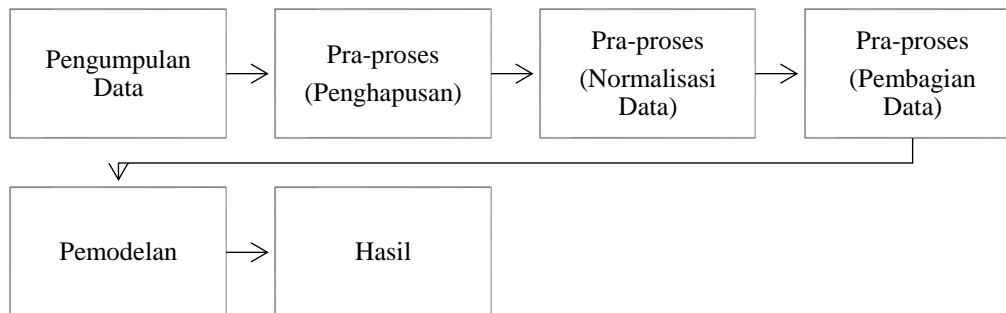 Pengumpulan
Data
Pra-proses
(Penghapusan)
Pra-proses
(Normalisasi
Data)
Pra-proses
(Pembagian
Data)
Pemodelan
Hasil